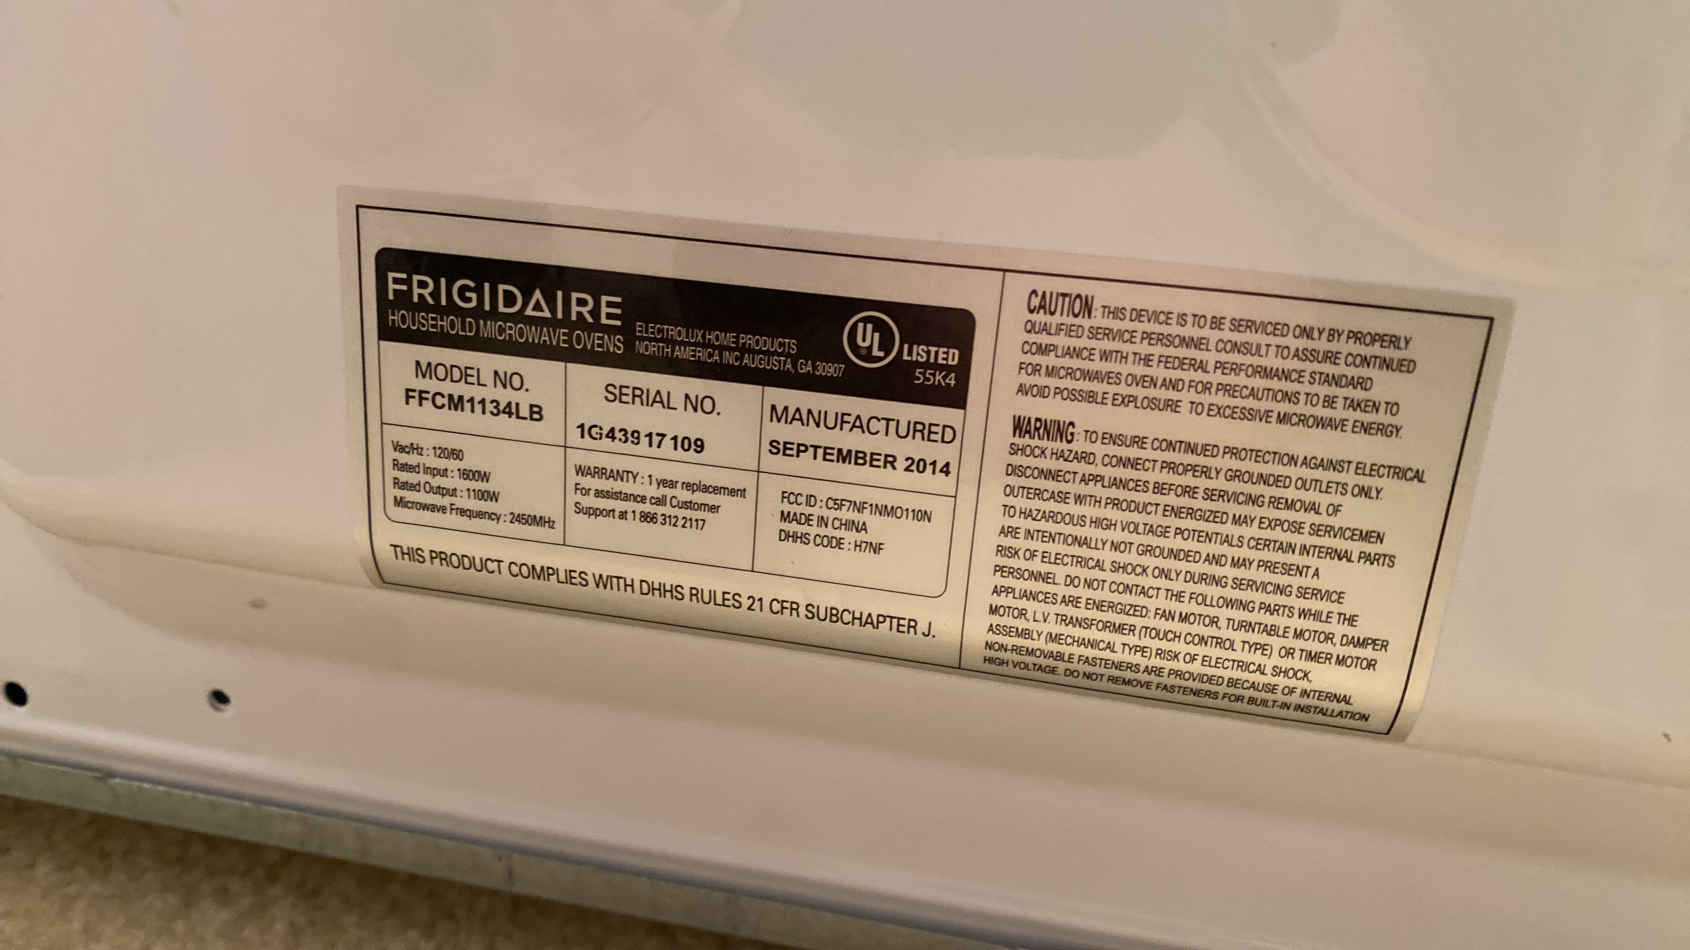 FRIGIDAIRE
HOUSEHOLD MICROWAVE OVENS
ELECTROLUX HOME PRODUCTS
NORTH AMERICA INC AUGUSTA, GA 30907
UL
LISTED
55K4
MODEL NO.
FFCM1134LB
SERIAL NO.
1G43917109
MANUFACTURED
SEPTEMBER 2014
Vac/Hz : 120/60
Rated Input : 1600W
Rated Output : 1100W
Microwave Frequency : 2450MHz
WARRANTY : 1 year replacement
For assistance call Customer
Support at 1 866 312 2117
FCC ID : C5F7NF1NMO110N
MADE IN CHINA
DHHS CODE : H7NF
THIS PRODUCT COMPLIES WITH DHHS RULES 21 CFR SUBCHAPTER J.
CAUTION : THIS DEVICE IS TO BE SERVICED ONLY BY PROPERLY
QUALIFIED SERVICE PERSONNEL CONSULT TO ASSURE CONTINUED
COMPLIANCE WITH THE FEDERAL PERFORMANCE STANDARD
FOR MICROWAVES OVEN AND FOR PRECAUTIONS TO BE TAKEN TO
AVOID POSSIBLE EXPLOSURE TO EXCESSIVE MICROWAVE ENERGY.
WARNING : TO ENSURE CONTINUED PROTECTION AGAINST ELECTRICAL
SHOCK HAZARD, CONNECT PROPERLY GROUNDED OUTLETS ONLY.
DISCONNECT APPLIANCES BEFORE SERVICING REMOVAL OF
OUTERCASE WITH PRODUCT ENERGIZED MAY EXPOSE SERVICEMEN
TO HAZARDOUS HIGH VOLTAGE POTENTIALS CERTAIN INTERNAL PARTS
ARE INTENTIONALLY NOT GROUNDED AND MAY PRESENT A
RISK OF ELECTRICAL SHOCK ONLY DURING SERVICING SERVICE
PERSONNEL. DO NOT CONTACT THE FOLLOWING PARTS WHILE THE
APPLIANCES ARE ENERGIZED: FAN MOTOR, TURNTABLE MOTOR, DAMPER
MOTOR, L.V. TRANSFORMER (TOUCH CONTROL TYPE) OR TIMER MOTOR
ASSEMBLY (MECHANICAL TYPE) RISK OF ELECTRICAL SHOCK,
NON-REMOVABLE FASTENERS ARE PROVIDED BECAUSE OF INTERNAL
HIGH VOLTAGE. DO NOT REMOVE FASTENERS FOR BUILT-IN INSTALLATION